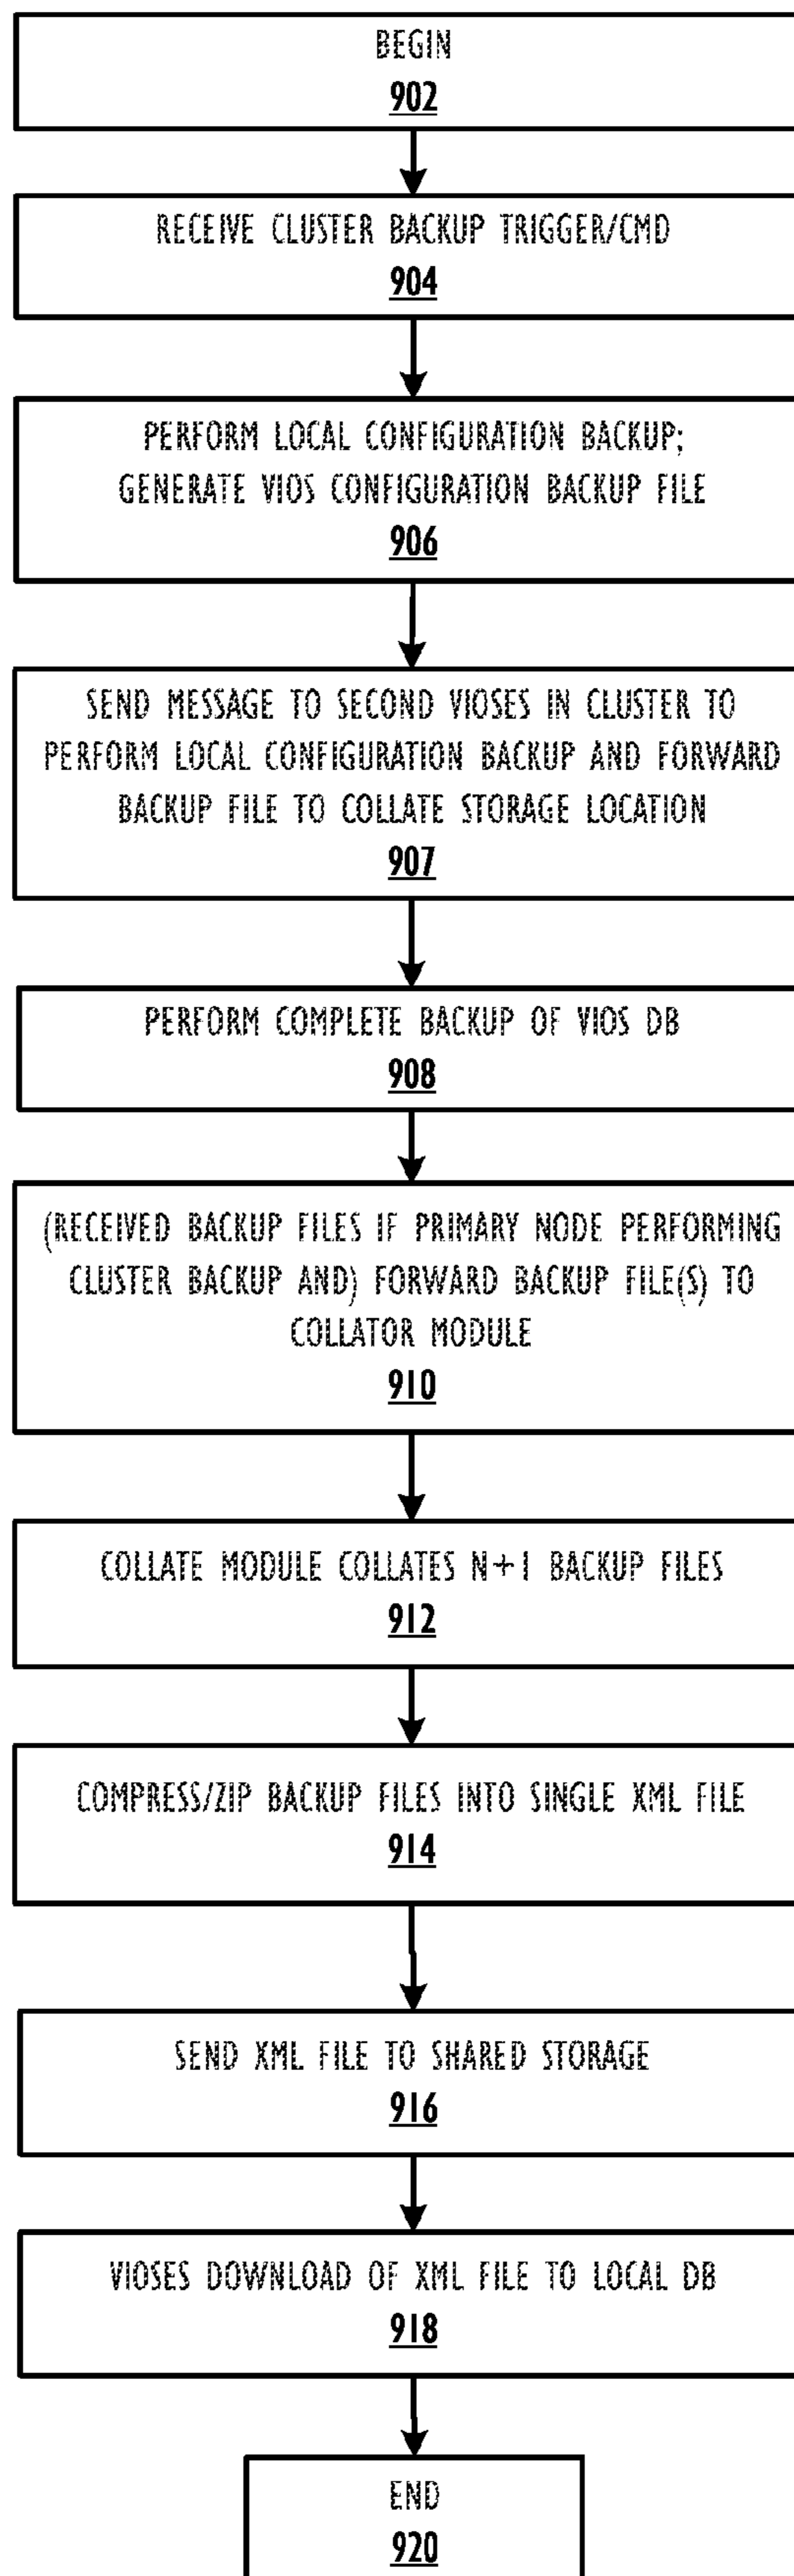 BEGIN
902
RECEIVE CLUSTER BACKUP TRIGGER/CMD
904
PERFORM LOCAL CONFIGURATION BACKUP;
GENERATE VIOS CONFIGURATION BACKUP FILE
906
SEND MESSAGE TO SECOND VIOSES IN CLUSTER TO
PERFORM LOCAL CONFIGURATION BACKUP AND FORWARD
BACKUP FILE TO COLLATE STORAGE LOCATION
907
PERFORM COMPLETE BACKUP OF VIOS DB
908
(RECEIVED BACKUP FILES IF PRIMARY NODE PERFORMING
CLUSTER BACKUP AND) FORWARD BACKUP FILE(S) TO
COLLATOR MODULE
910
COLLATE MODULE COLLATES N+1 BACKUP FILES
912
COMPRESS/ZIP BACKUP FILES INTO SINGLE XML FILE
914
SEND XML FILE TO SHARED STORAGE
916
VIOSES DOWNLOAD OF XML FILE TO LOCAL DB
918
END
920